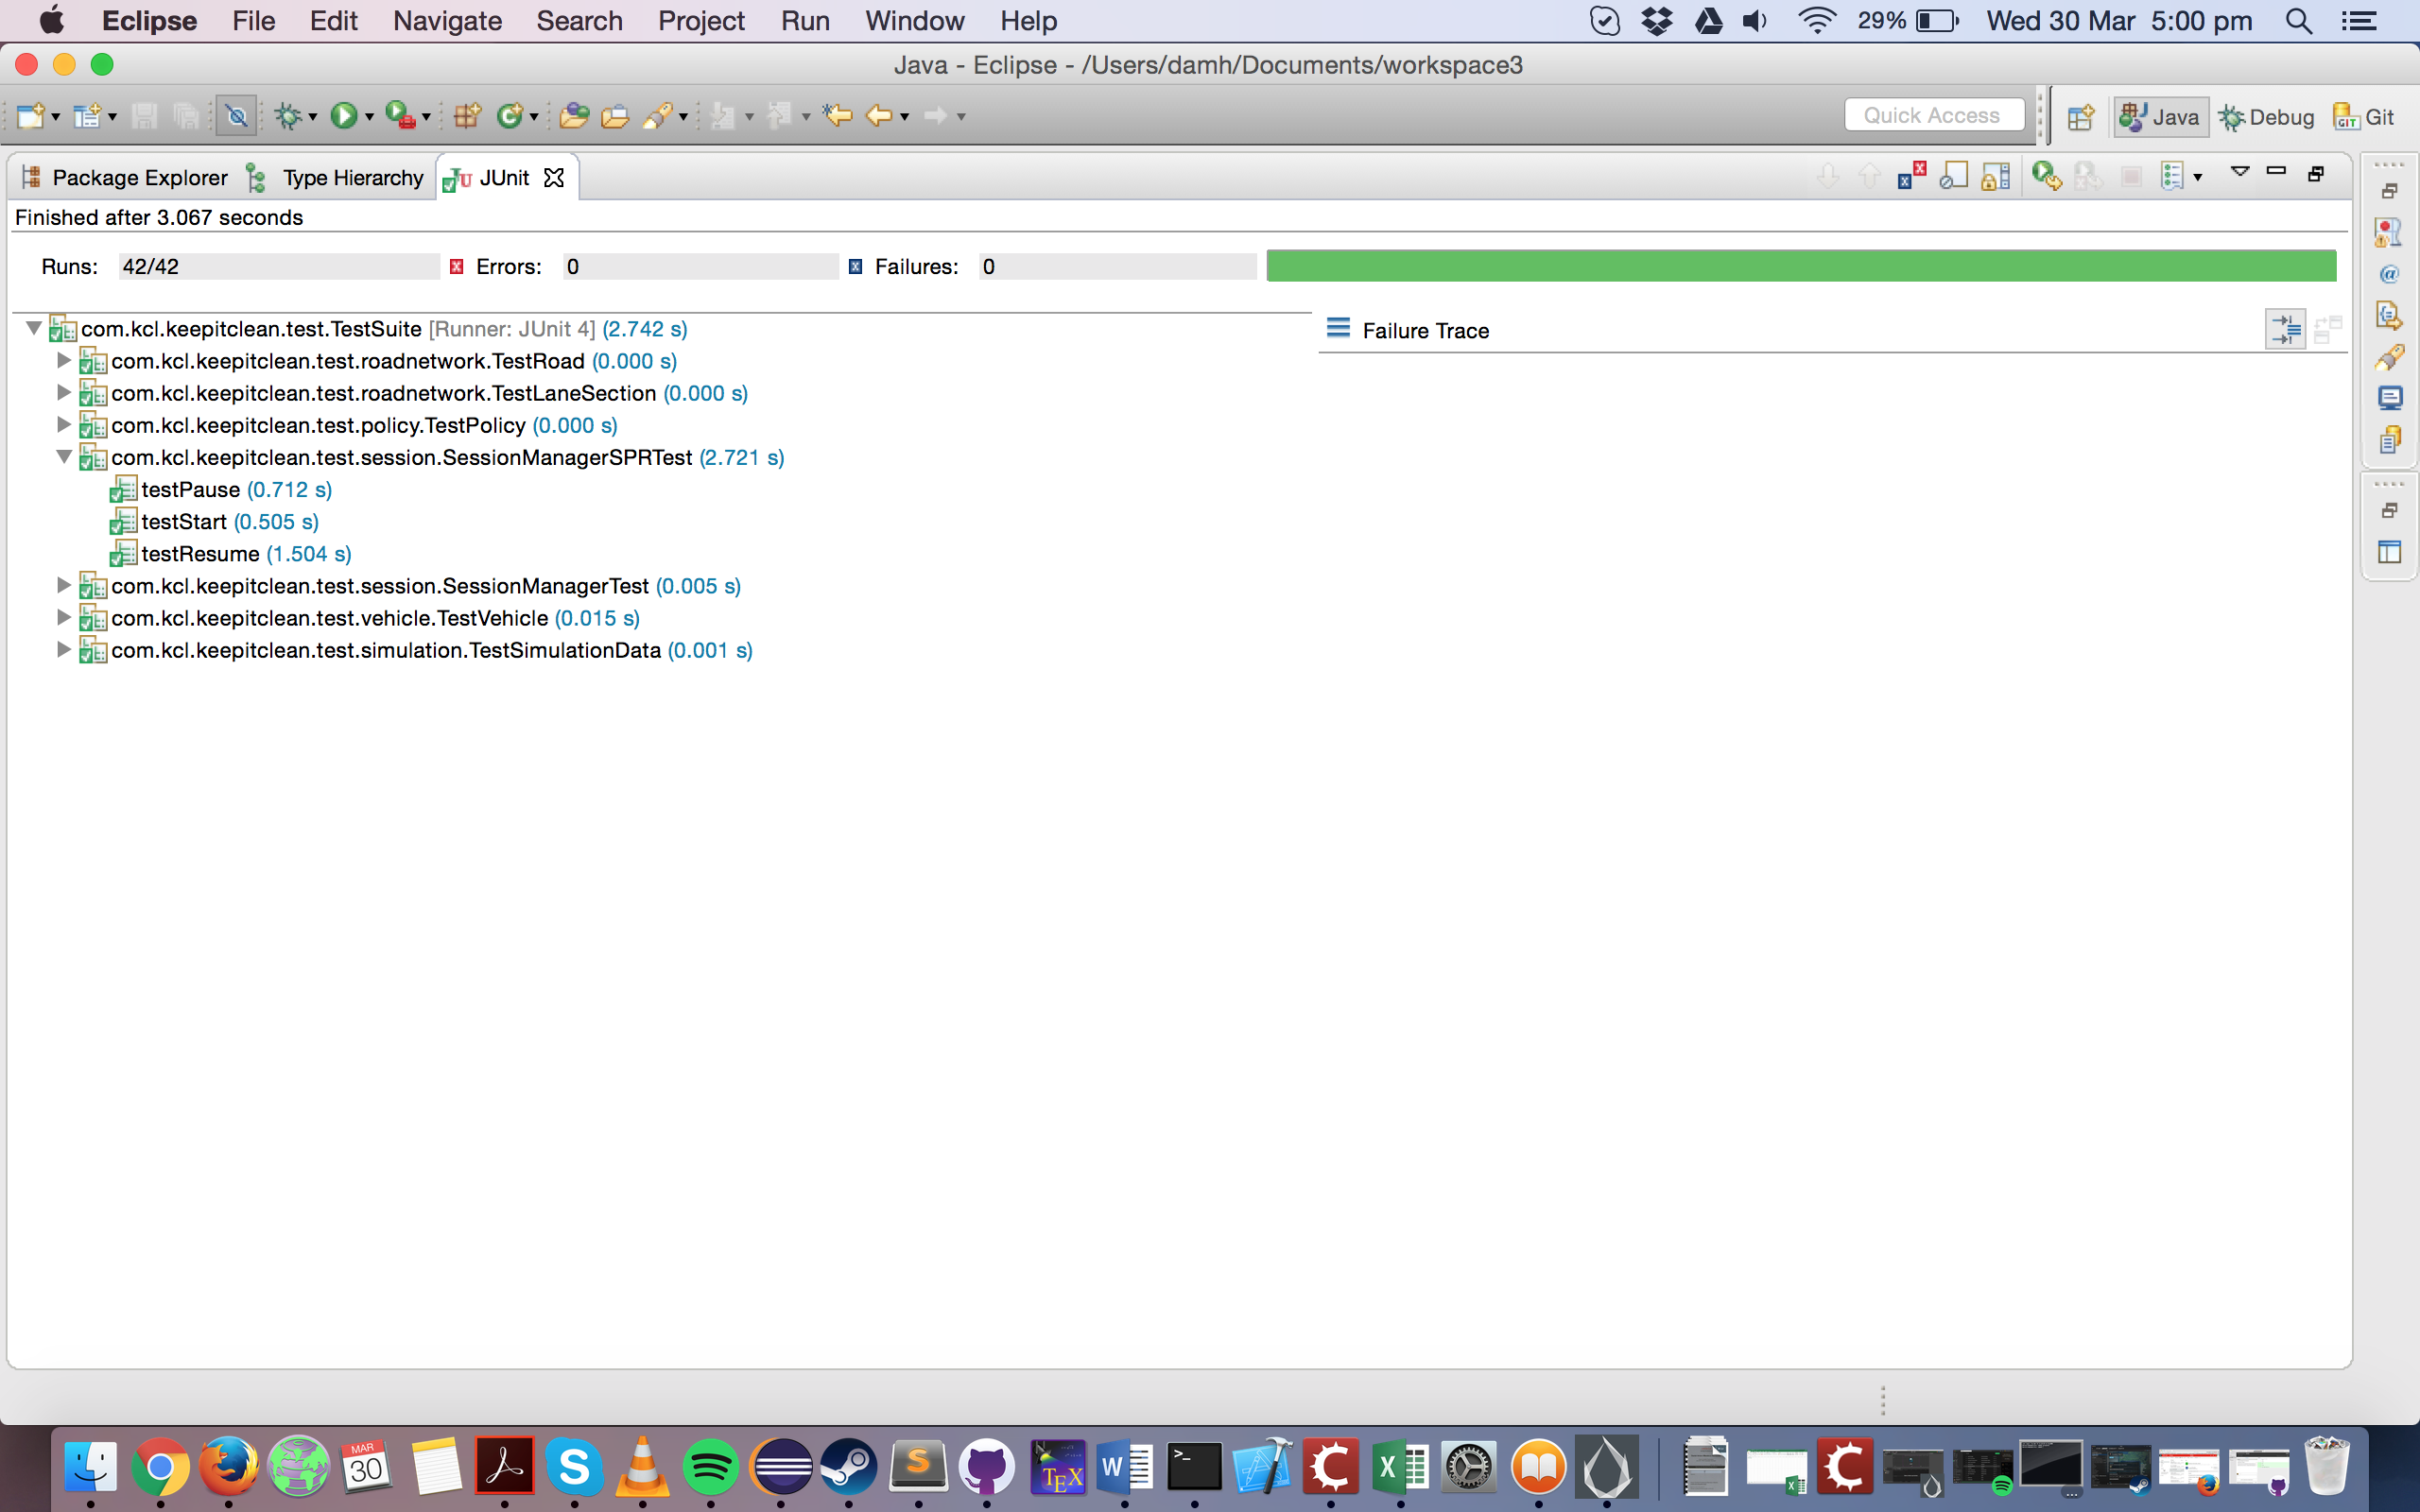 Eclipse File Edit Navigate Search Project Run Window Help 29% Wed 30 Mar 5:00 pm
Java - Eclipse - /Users/damh/Documents/workspace3
Quick Access Java Debug GIT Git
Package Explorer Type Hierarchy JU JUnit
Finished after 3.067 seconds
Runs: 42/42 Errors: 0 Failures: 0
com.kcl.keepitclean.test.TestSuite [Runner: JUnit 4] (2.742 s)
Failure Trace
com.kcl.keepitclean.test.roadnetwork.TestRoad (0.000 s)
com.kcl.keepitclean.test.roadnetwork.TestLaneSection (0.000 s)
com.kcl.keepitclean.test.policy.TestPolicy (0.000 s)
com.kcl.keepitclean.test.session.SessionManagerSPRTest (2.721 s)
testPause (0.712 s)
testStart (0.505 s)
testResume (1.504 s)
com.kcl.keepitclean.test.session.SessionManagerTest (0.005 s)
com.kcl.keepitclean.test.vehicle.TestVehicle (0.015 s)
com.kcl.keepitclean.test.simulation.TestSimulationData (0.001 s)
MAR
30
TEX